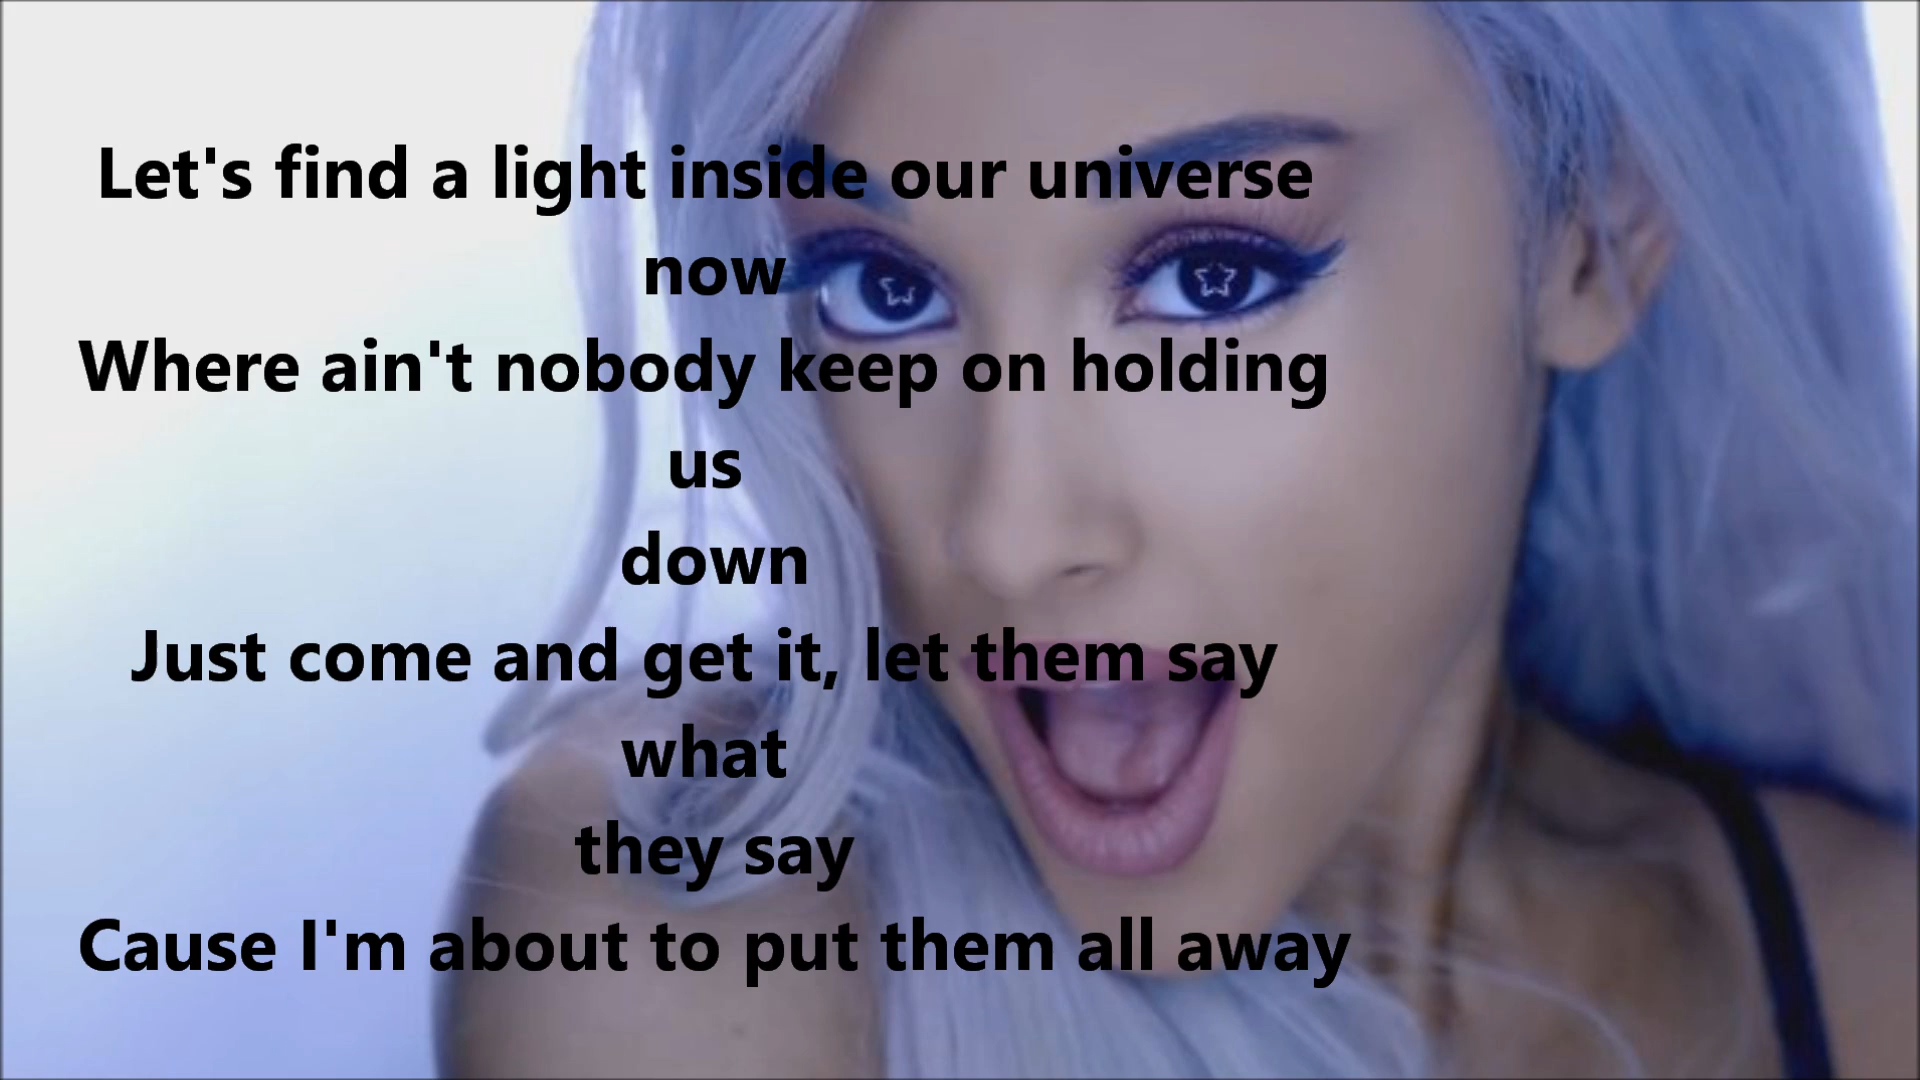 Let's find a light inside our universe
now
Where ain't nobody keep on holding
us
down
Just come and get it, let them say
what
they say
Cause I'm about to put them all away